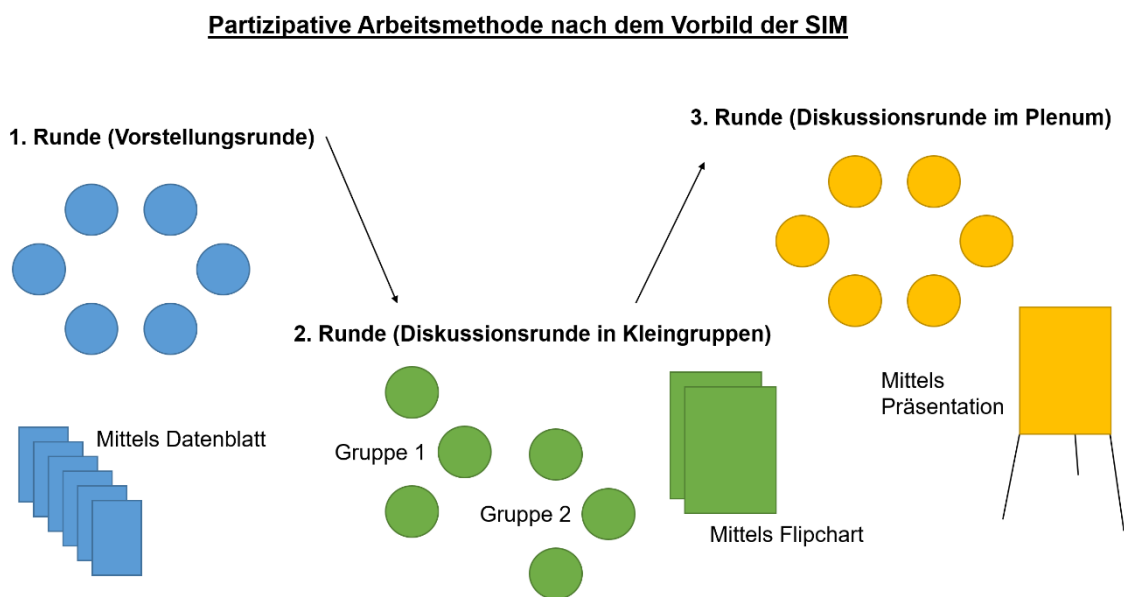 Partizipative Arbeitsmethode nach dem Vorbild der SIM
1. Runde (Vorstellungsrunde)
Mittels Datenblatt
2. Runde (Diskussionsrunde in Kleingruppen)
Gruppe 1
Gruppe 2
Mittels Flipchart
3. Runde (Diskussionsrunde im Plenum)
Mittels
Präsentation